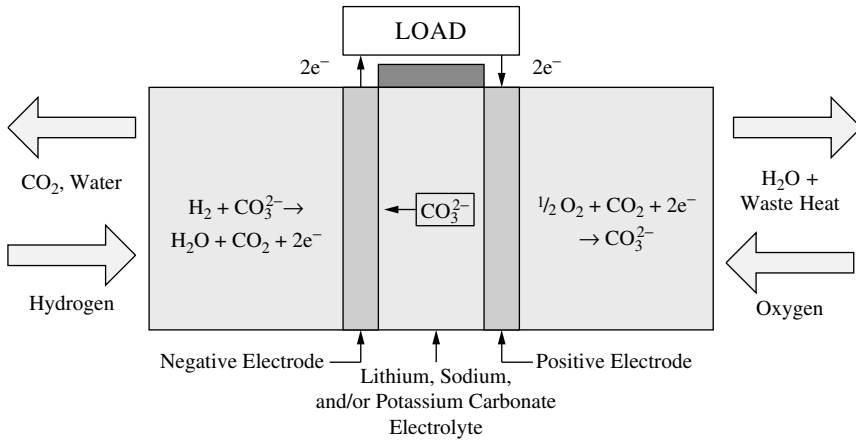 LOAD
2e⁻
2e⁻
CO₂, Water
H₂ + CO₃²⁻ →
H₂O + CO₂ + 2e⁻
Hydrogen
CO₃²⁻
½ O₂ + CO₂ + 2e⁻
→ CO₃²⁻
H₂O +
Waste Heat
Oxygen
Negative Electrode
Positive Electrode
Lithium, Sodium,
and/or Potassium Carbonate
Electrolyte